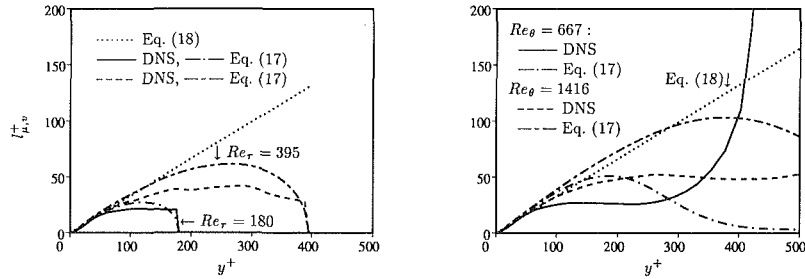 200
150
100
50
0
l⁺μ,v
Eq. (18)
DNS, Eq. (17)
DNS, Eq. (17)
↓ Reτ = 395
← Reτ = 180
0 100 200 300 400 500
y⁺
200
150
100
50
0
Reθ = 667 :
DNS
Eq. (17)
Reθ = 1416
DNS
Eq. (17)
Eq. (18)↓
0 100 200 300 400 500
y⁺